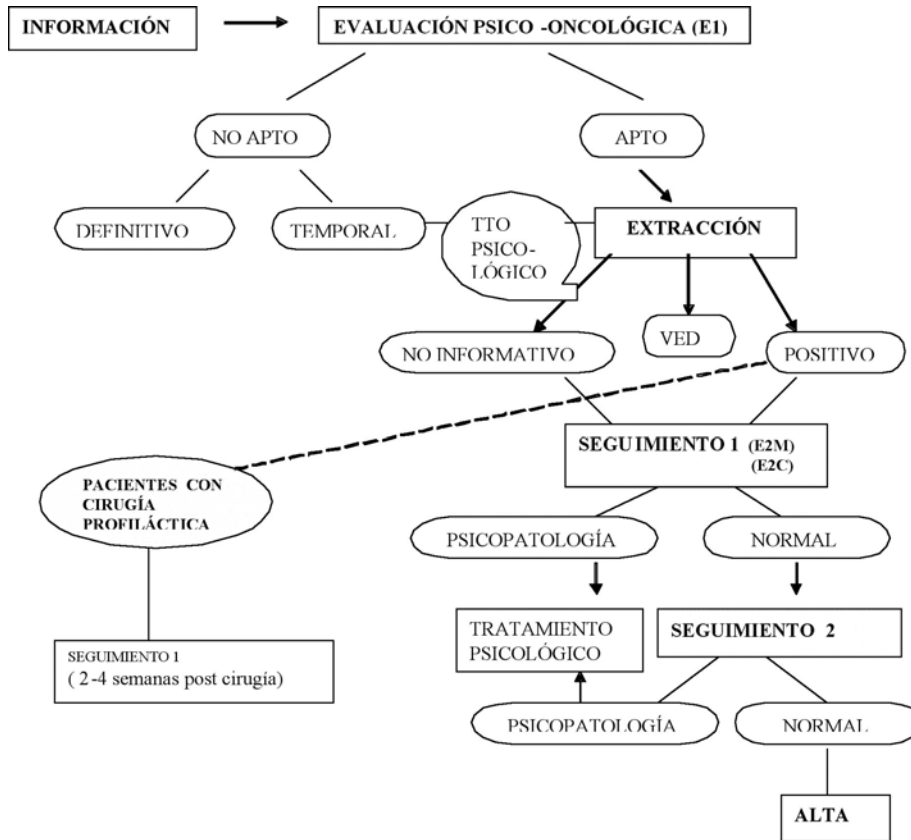 INFORMACIÓN
EVALUACIÓN PSICO -ONCOLÓGICA (E1)
NO APTO
APTO
DEFINITIVO
TEMPORAL
TTO
PSICO-
LÓGICO
EXTRACCIÓN
NO INFORMATIVO
VED
POSITIVO
SEGUIMIENTO 1 (E2M)
(E2C)
PACIENTES CON
CIRUGÍA
PROFILÁCTICA
PSICOPATOLOGÍA
NORMAL
SEGUIMIENTO 1
( 2-4 semanas post cirugía)
TRATAMIENTO
PSICOLÓGICO
SEGUIMIENTO 2
PSICOPATOLOGÍA
NORMAL
ALTA